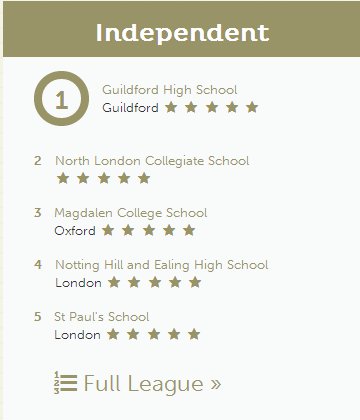 Independent
1
Guildford High School
Guildford ★ ★ ★ ★ ★
2 North London Collegiate School
★ ★ ★ ★ ★
3 Magdalen College School
Oxford ★ ★ ★ ★ ★
4 Notting Hill and Ealing High School
London ★ ★ ★ ★ ★
5 St Paul's School
London ★ ★ ★ ★ ★
Full League »